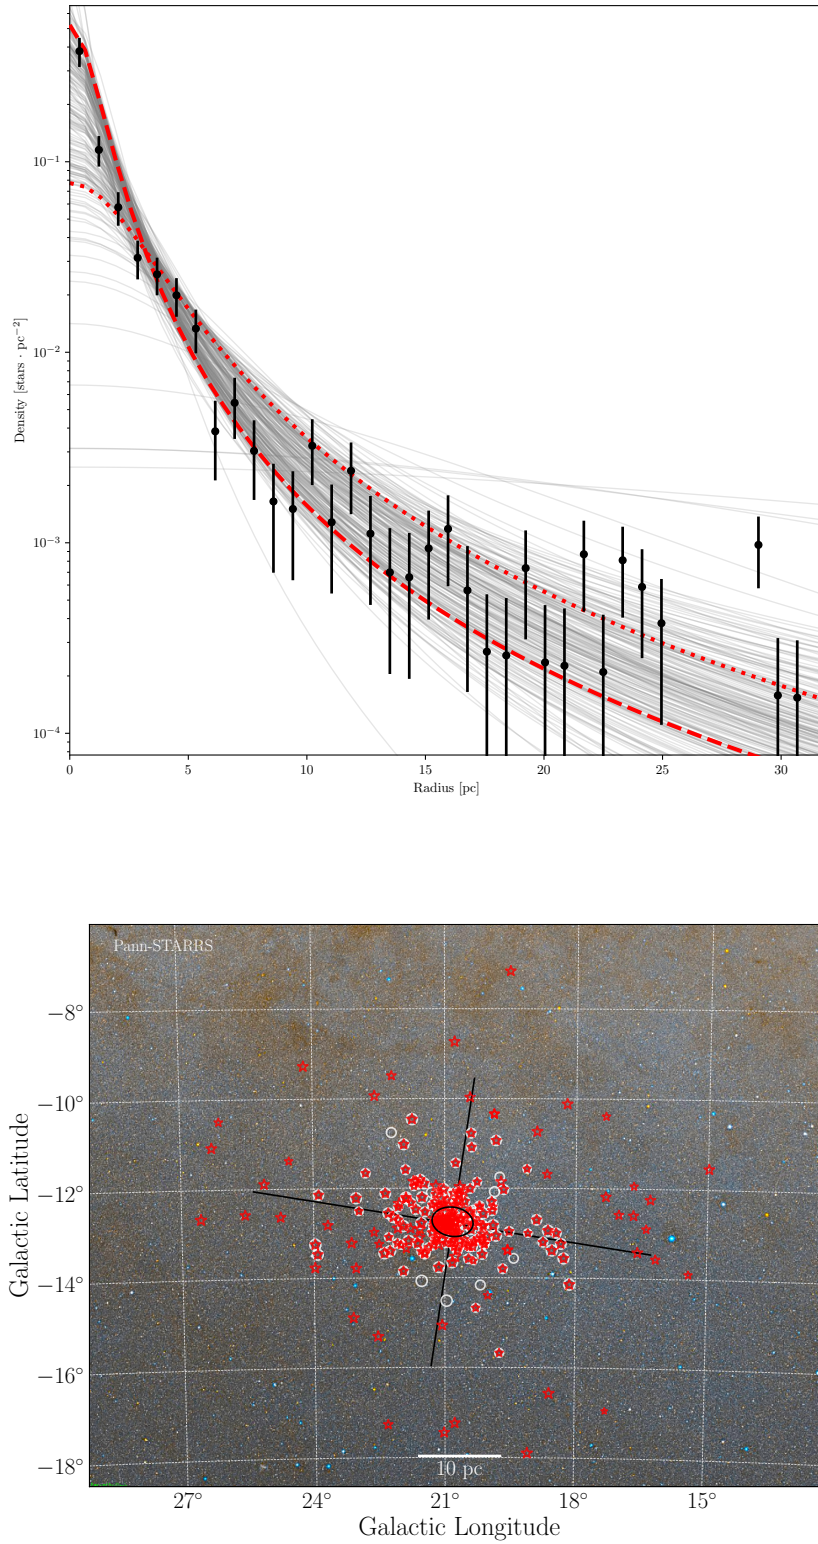 10⁻¹
10⁻²
10⁻³
10⁻⁴
Density [stars · pc⁻²]
0 5 10 15 20 25 30
Radius [pc]
Pann-STARRS
−8°
−10°
−12°
−14°
−16°
−18°
Galactic Latitude
10 pc
27° 24° 21° 18° 15°
Galactic Longitude